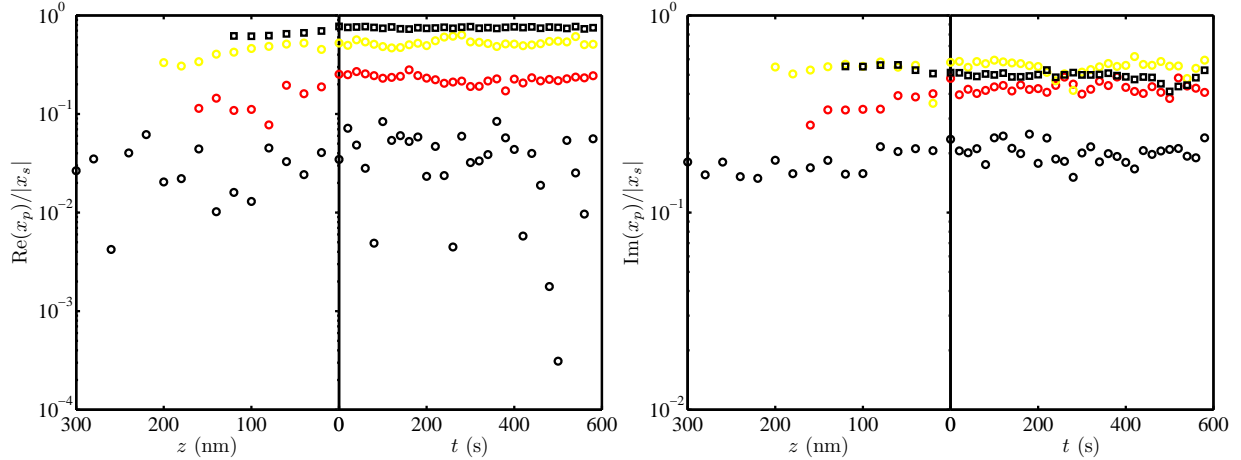 10^0
10^{-1}
10^{-2}
10^{-3}
10^{-4}
Re(x_p)/|x_s|
300 200 100 0 200 400 600
z (nm) t (s)
10^0
10^{-1}
10^{-2}
Im(x_p)/|x_s|
300 200 100 0 200 400 600
z (nm) t (s)